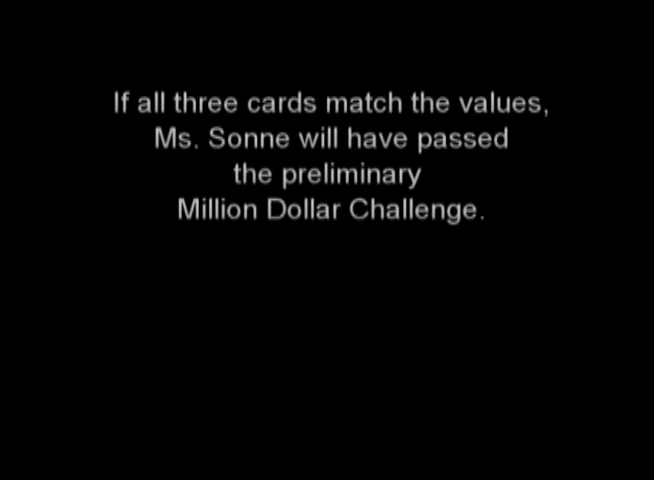 If all three cards match the values,
Ms. Sonne will have passed
the preliminary
Million Dollar Challenge.